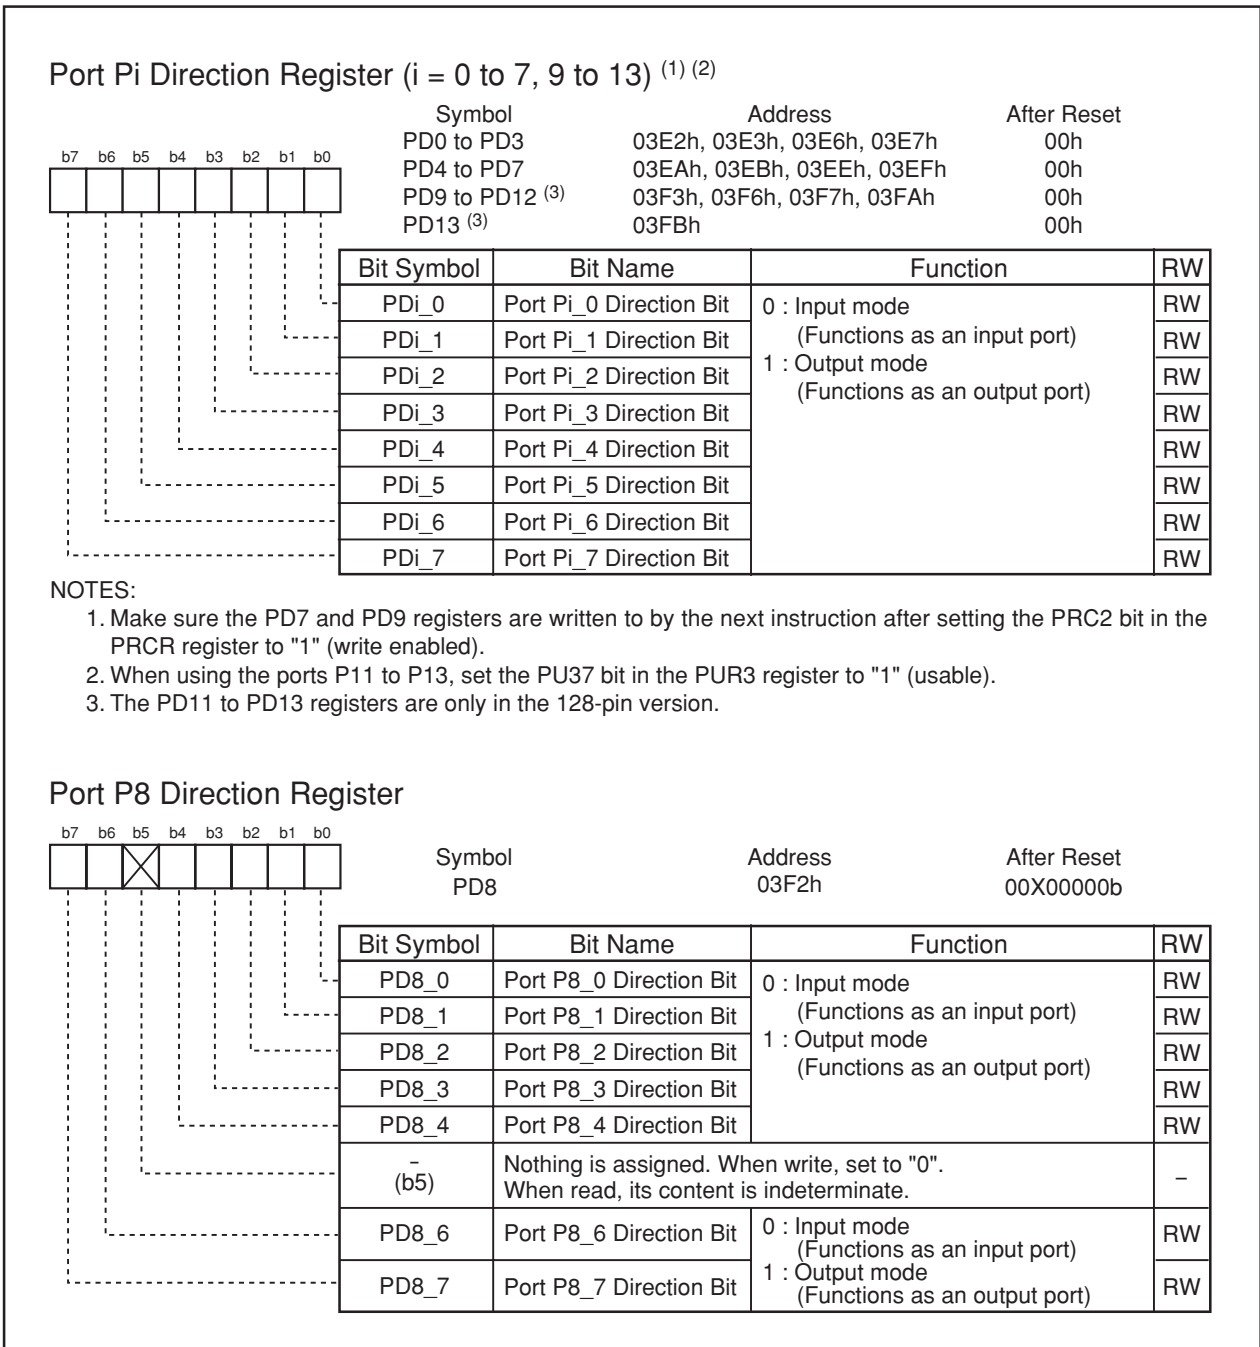 Port Pi Direction Register (i = 0 to 7, 9 to 13) (1) (2)
Symbol Address After Reset
PD0 to PD3 03E2h, 03E3h, 03E6h, 03E7h 00h
b7 b6 b5 b4 b3 b2 b1 b0
PD4 to PD7 03EAh, 03EBh, 03EEh, 03EFh 00h
PD9 to PD12 (3) 03F3h, 03F6h, 03F7h, 03FAh 00h
PD13 (3) 03FBh 00h
Bit Symbol Bit Name Function RW
PDi_0 Port Pi_0 Direction Bit 0 : Input mode RW
PDi_1 Port Pi_1 Direction Bit (Functions as an input port) RW
PDi_2 Port Pi_2 Direction Bit 1 : Output mode RW
(Functions as an output port)
PDi_3 Port Pi_3 Direction Bit RW
PDi_4 Port Pi_4 Direction Bit RW
PDi_5 Port Pi_5 Direction Bit RW
PDi_6 Port Pi_6 Direction Bit RW
PDi_7 Port Pi_7 Direction Bit RW
NOTES:
1. Make sure the PD7 and PD9 registers are written to by the next instruction after setting the PRC2 bit in the
PRCR register to "1" (write enabled).
2. When using the ports P11 to P13, set the PU37 bit in the PUR3 register to "1" (usable).
3. The PD11 to PD13 registers are only in the 128-pin version.
Port P8 Direction Register
b7 b6 b5 b4 b3 b2 b1 b0
Symbol Address After Reset
PD8 03F2h 00X00000b
Bit Symbol Bit Name Function RW
PD8_0 Port P8_0 Direction Bit 0 : Input mode RW
PD8_1 Port P8_1 Direction Bit (Functions as an input port) RW
PD8_2 Port P8_2 Direction Bit 1 : Output mode RW
(Functions as an output port)
PD8_3 Port P8_3 Direction Bit RW
PD8_4 Port P8_4 Direction Bit RW
– Nothing is assigned. When write, set to "0". –
(b5) When read, its content is indeterminate.
PD8_6 Port P8_6 Direction Bit 0 : Input mode RW
(Functions as an input port)
1 : Output mode
PD8_7 Port P8_7 Direction Bit (Functions as an output port) RW